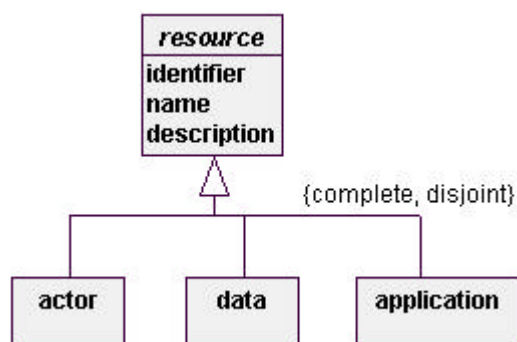 resource
identifier
name
description
{complete, disjoint}
actor
data
application